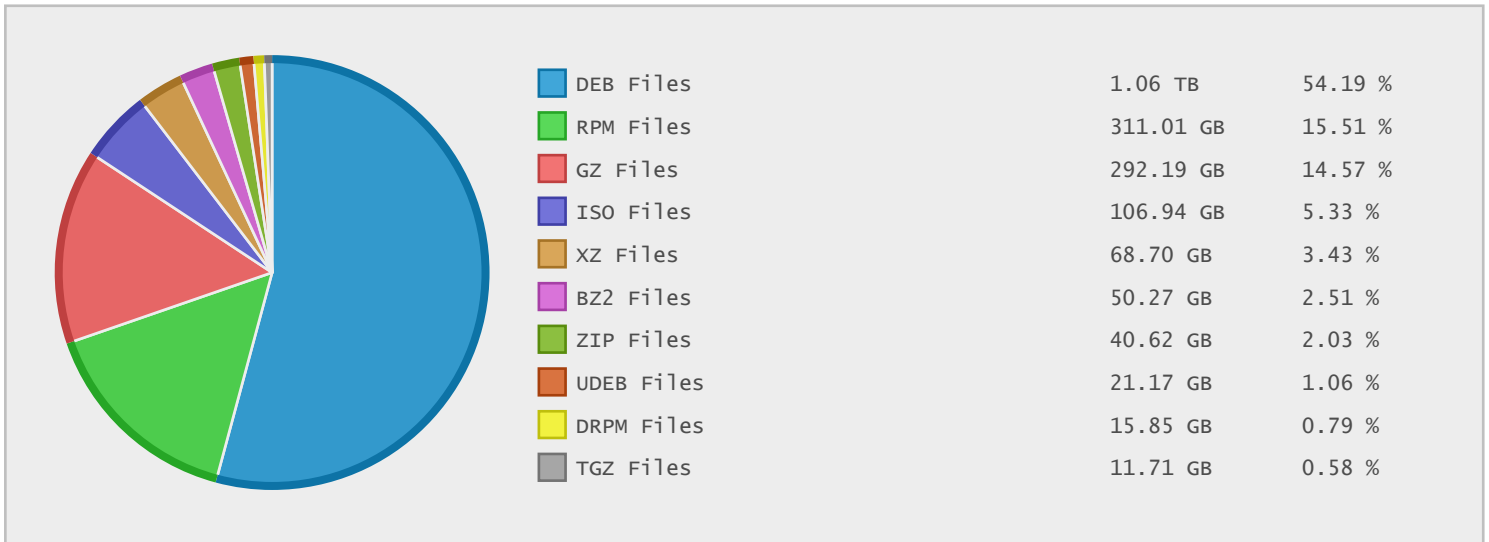 DEB Files 1.06 TB 54.19 %
RPM Files 311.01 GB 15.51 %
GZ Files 292.19 GB 14.57 %
ISO Files 106.94 GB 5.33 %
XZ Files 68.70 GB 3.43 %
BZ2 Files 50.27 GB 2.51 %
ZIP Files 40.62 GB 2.03 %
UDEB Files 21.17 GB 1.06 %
DRPM Files 15.85 GB 0.79 %
TGZ Files 11.71 GB 0.58 %